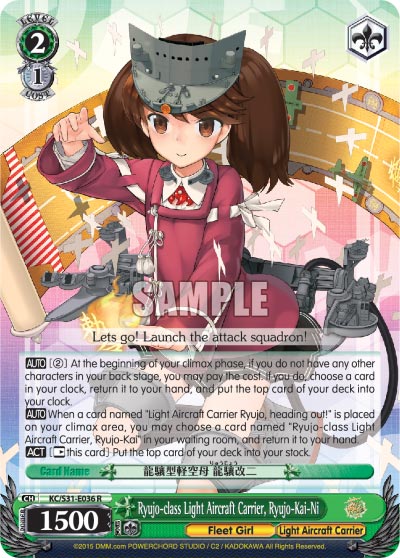 LEVEL
2
1
COST
SAMPLE
Lets go! Launch the attack squadron!
AUTO [②] At the beginning of your climax phase, if you do not have any other
characters in your back stage, you may pay the cost. If you do, choose a card
in your clock, return it to your hand, and put the top card of your deck into
your clock.
AUTO When a card named "Light Aircraft Carrier Ryujo, heading out!" is placed
on your climax area, you may choose a card named "Ryujo-class Light
Aircraft Carrier, Ryujo-Kai" in your waiting room, and return it to your hand.
ACT [this card] Put the top card of your deck into your clock.
Card Name
龍驤型軽空母 龍驤改二
CH KC/S31-E036 R
Ryujo-class Light Aircraft Carrier, Ryujo-Kai-Ni
POWER
1500
Fleet Girl
Light Aircraft Carrier
©2015 DMM.com POWERCHORD STUDIO / C2 / KADOKAWA All Rights Reserved.